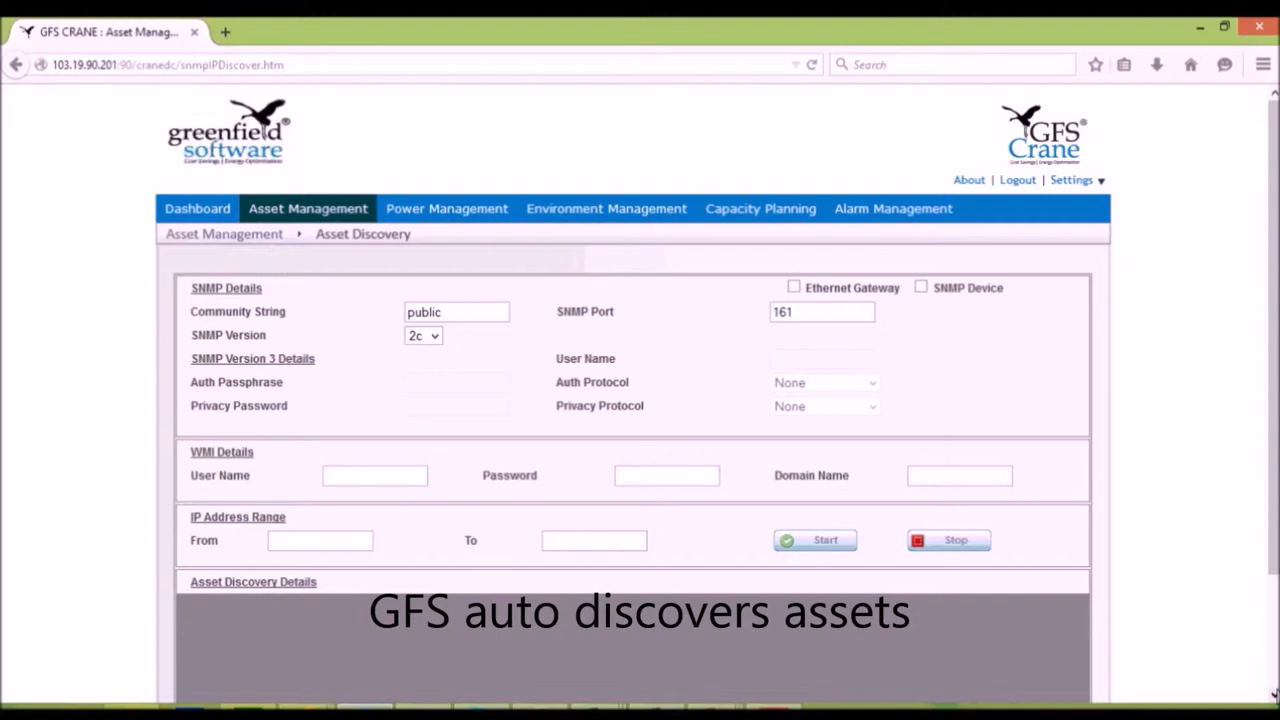 GFS CRANE : Asset Manag...
103.19.90.201:90/cranedc/snmpIPDiscover.htm
Search
greenfield®
software
Cost Savings | Energy Optimisation
GFS®
Crane
Cost Savings | Energy Optimisation
About | Logout | Settings
Dashboard Asset Management Power Management Environment Management Capacity Planning Alarm Management
Asset Management Asset Discovery
SNMP Details Ethernet Gateway SNMP Device
Community String public SNMP Port 161
SNMP Version 2c
SNMP Version 3 Details User Name
Auth Passphrase Auth Protocol None
Privacy Password Privacy Protocol None
WMI Details
User Name Password Domain Name
IP Address Range
From To Start Stop
Asset Discovery Details
GFS auto discovers assets